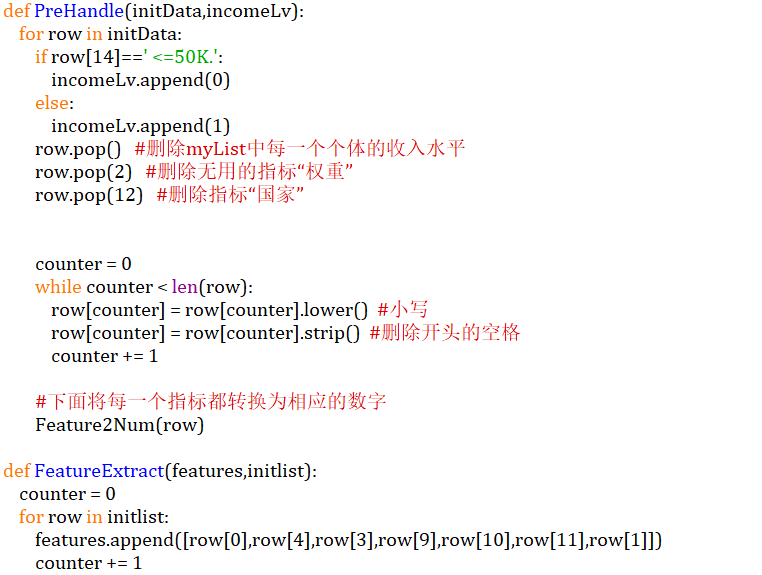 def PreHandle(initData,incomeLv):
for row in initData:
if row[14]==' <=50K.':
incomeLv.append(0)
else:
incomeLv.append(1)
row.pop() #删除myList中每一个个体的收入水平
row.pop(2) #删除无用的指标“权重”
row.pop(12) #删除指标“国家”
counter = 0
while counter < len(row):
row[counter] = row[counter].lower() #小写
row[counter] = row[counter].strip() #删除开头的空格
counter += 1
#下面将每一个指标都转换为相应的数字
Feature2Num(row)
def FeatureExtract(features,initlist):
counter = 0
for row in initlist:
features.append([row[0],row[4],row[3],row[9],row[10],row[11],row[1]])
counter += 1